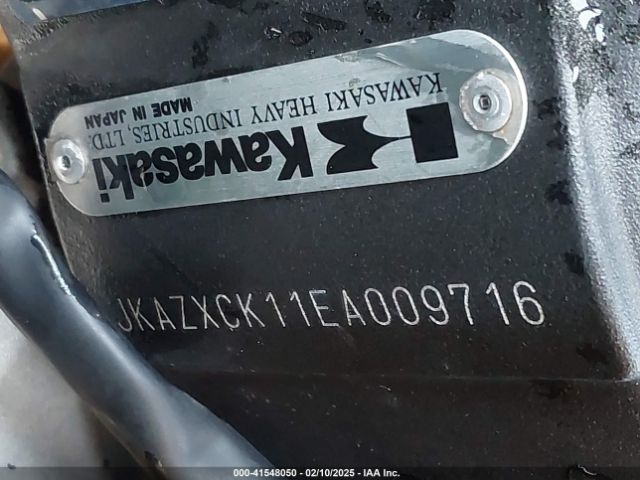 Kawasaki
KAWASAKI HEAVY INDUSTRIES, LTD.
MADE IN JAPAN
JKAZXCK11EA009716
000-41548050 - 02/10/2025 - IAA Inc.